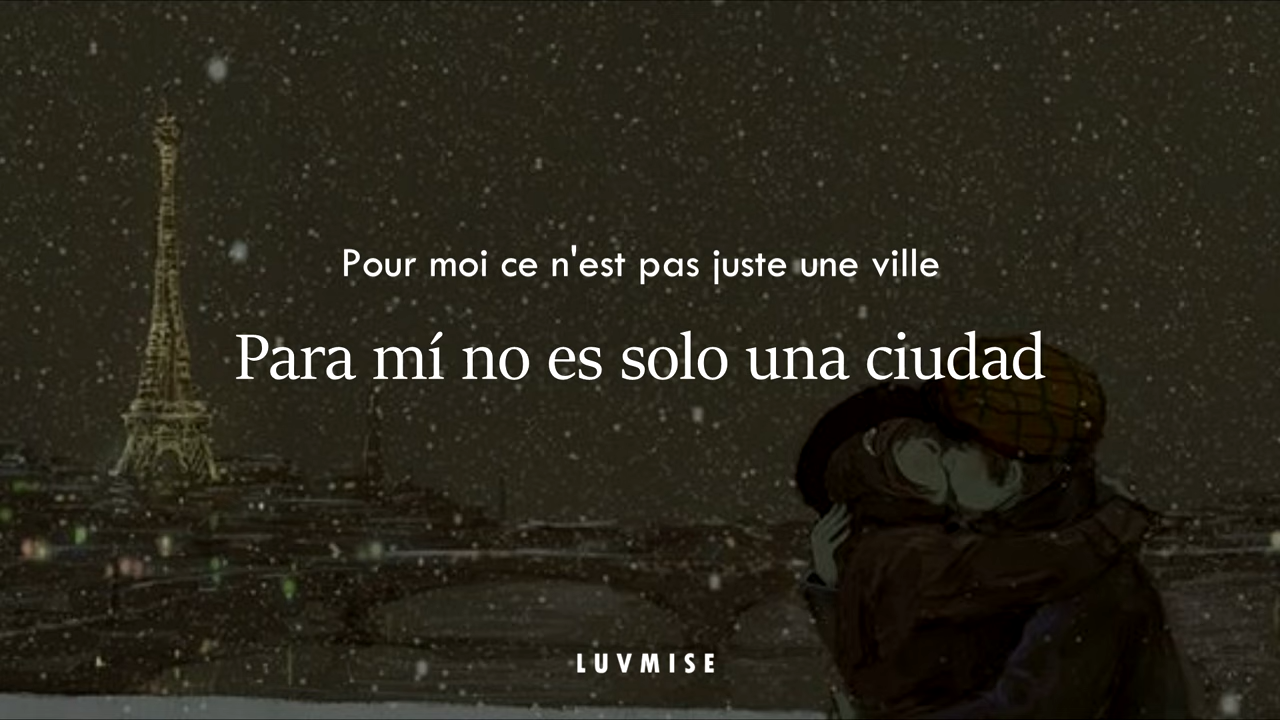 Pour moi ce n'est pas juste une ville
Para mí no es solo una ciudad
LUVMISE